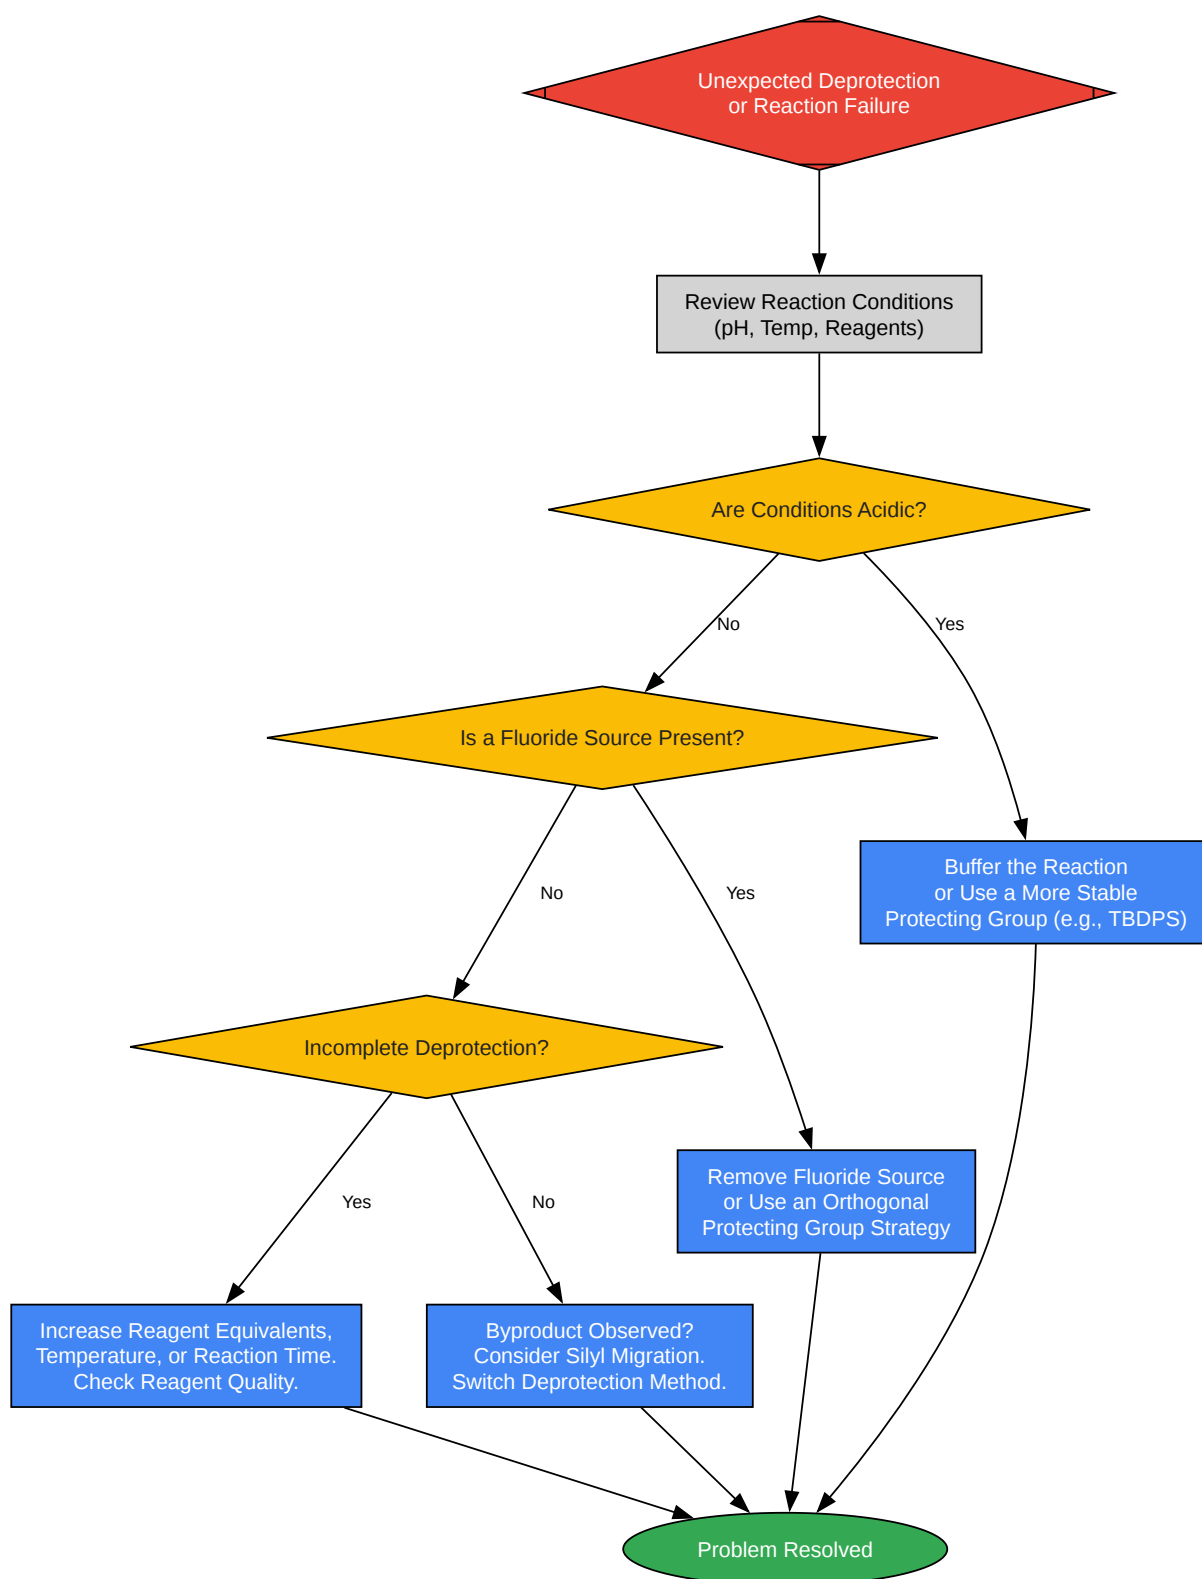 Unexpected Deprotection
or Reaction Failure
Review Reaction Conditions
(pH, Temp, Reagents)
Are Conditions Acidic?
No
Yes
Is a Fluoride Source Present?
Buffer the Reaction
or Use a More Stable
Protecting Group (e.g., TBDPS)
No
Yes
Incomplete Deprotection?
Remove Fluoride Source
or Use an Orthogonal
Protecting Group Strategy
Yes
No
Increase Reagent Equivalents,
Temperature, or Reaction Time.
Check Reagent Quality.
Byproduct Observed?
Consider Silyl Migration.
Switch Deprotection Method.
Problem Resolved